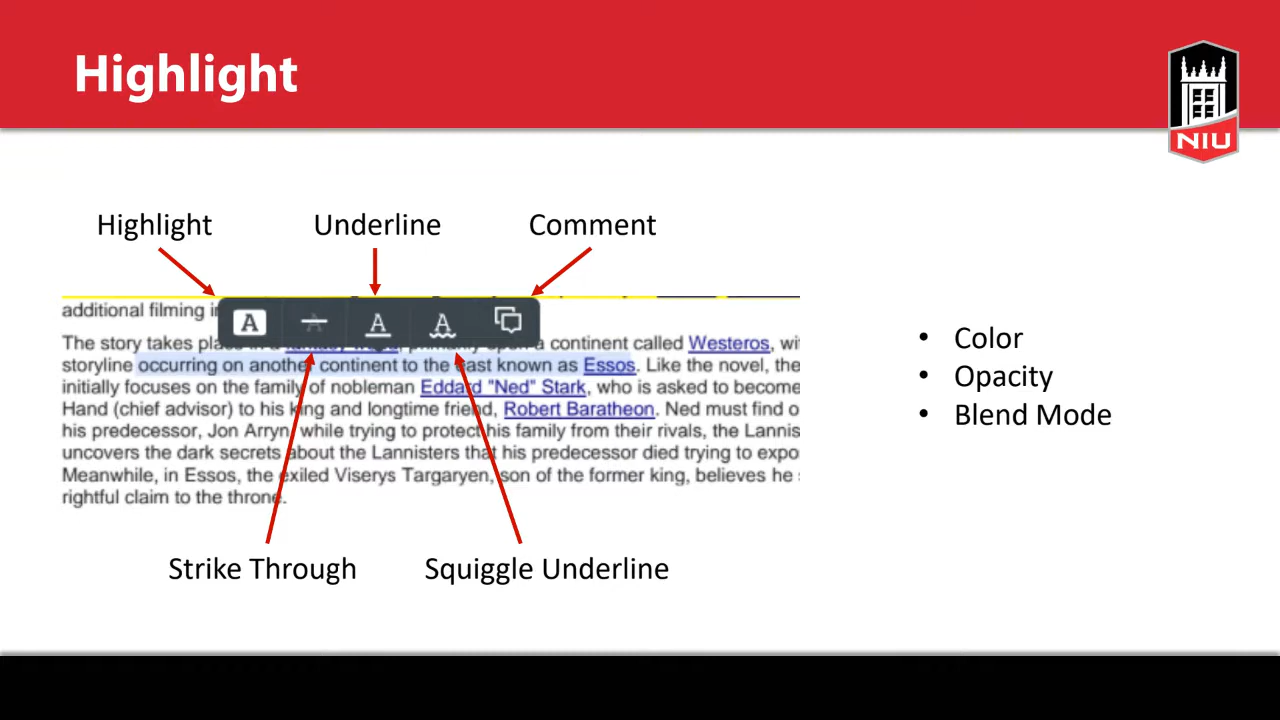 Highlight
NIU
Highlight Underline Comment
additional filming
A A A A
The story takes a continent called Westeros,
storyline occurring on another continent to the east known as Essos. Like the novel, the
initially focuses on the family of nobleman Eddard "Ned" Stark, who is asked to become
Hand (chief advisor) to his king and longtime friend, Robert Baratheon. Ned must find
his predecessor, Jon Arryn, while trying to protect his family from their rivals, the
uncovers the dark secrets about the Lannisters that his predecessor died trying to
Meanwhile, in Essos, the exiled Viserys Targaryen, son of the former king, believes he
rightful claim to the throne.
Strike Through Squiggle Underline
• Color
• Opacity
• Blend Mode